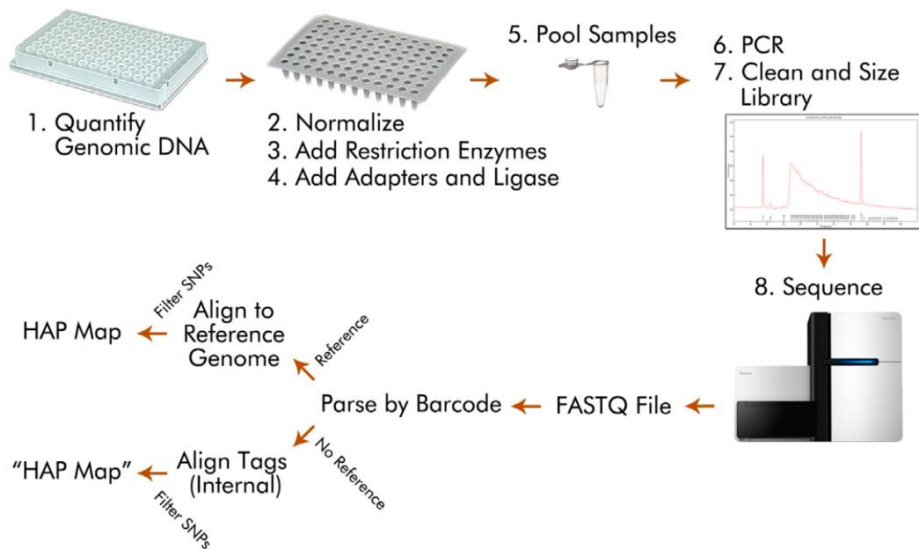 1. Quantify
Genomic DNA
2. Normalize
3. Add Restriction Enzymes
4. Add Adapters and Ligase
5. Pool Samples
6. PCR
7. Clean and Size
Library
8. Sequence
FASTQ File
Parse by Barcode
Reference
Align to
Reference
Genome
Filter SNPs
HAP Map
No Reference
Align Tags
(Internal)
Filter SNPs
“HAP Map”